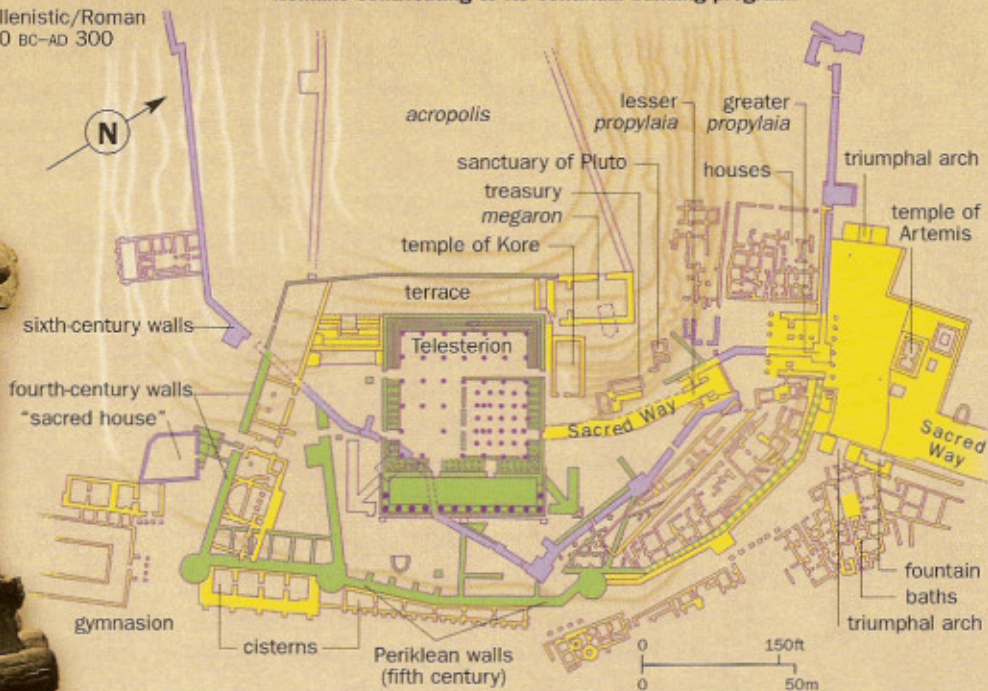 llenistic/Roman
0 BC–AD 300
N
acropolis
lesser
propylaia
greater
propylaia
sanctuary of Pluto
houses
triumphal arch
treasury
megaron
temple of
Artemis
temple of Kore
terrace
sixth-century walls
Telesterion
fourth-century walls
"sacred house"
Sacred Way
Sacred
Way
gymnasion
cisterns
Periklean walls
(fifth century)
fountain
baths
triumphal arch
0 150ft
0 50m